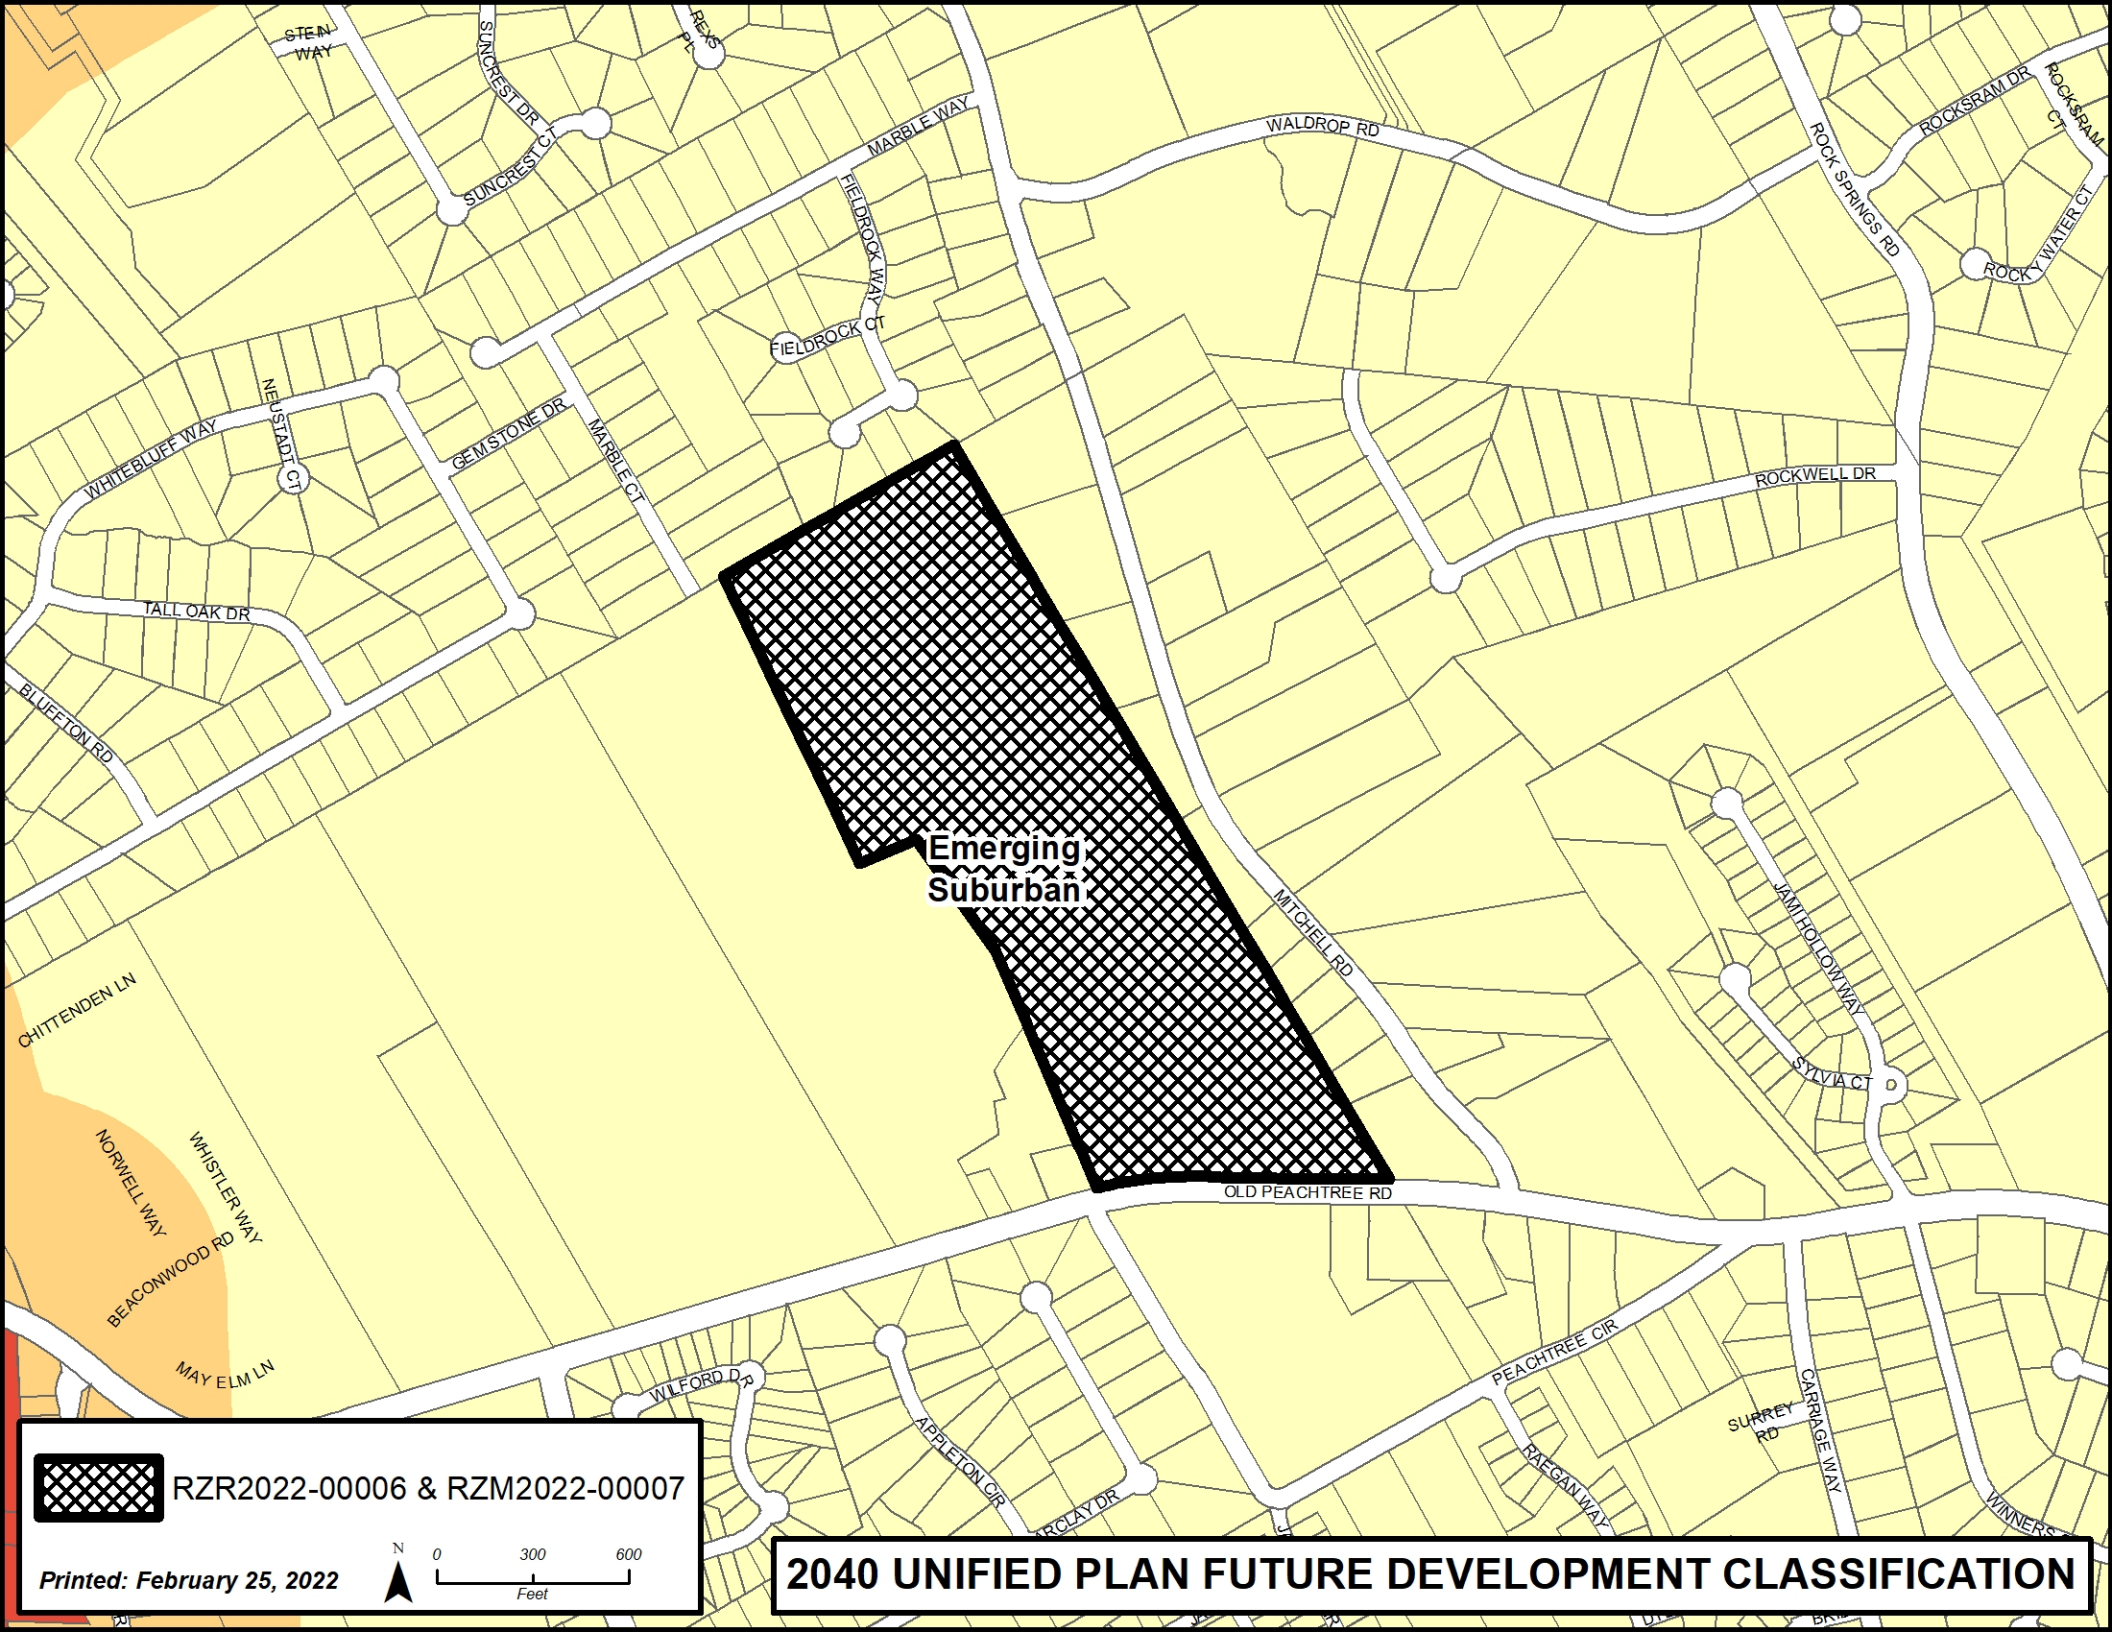 STEIN
WAY
SUNCREST DR
REXS
PL
SUNCREST CT
MARBLE WAY
WALDROP RD
ROCKSRAM DR
ROCKSRAM
CT
ROCK SPRINGS RD
ROCKY WATER CT
FIELDROCK WAY
FIELDROCK CT
NEUSTADT CT
WHITEBLUFF WAY
GEMSTONE DR
MARBLE CT
ROCKWELL DR
TALL OAK DR
BLUFFTON RD
Emerging
Suburban
MITCHELL RD
JAMI HOLLOW WAY
SYLVIA CT
CHITTENDEN LN
NORWELL WAY
WHISTLER WAY
BEACONWOOD RD
MAY ELM LN
OLD PEACHTREE RD
WILFORD DR
APPLETON CIR
ARCLAY DR
PEACHTREE CIR
RAEGAN WAY
SURREY
RD
CARRIAGE WAY
WINNERS
RZR2022-00006 & RZM2022-00007
Printed: February 25, 2022
N
0 300 600
Feet
2040 UNIFIED PLAN FUTURE DEVELOPMENT CLASSIFICATION